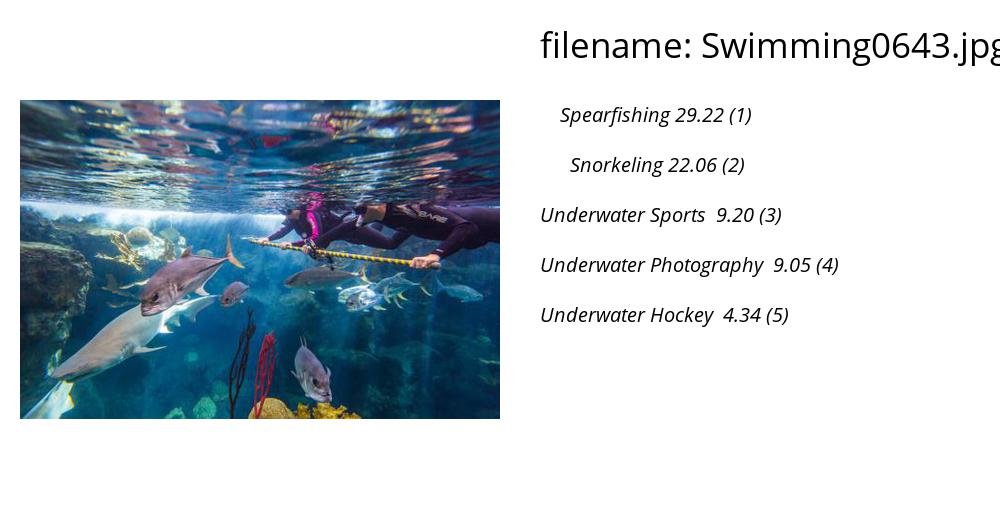 filename: Swimming0643.jpg
Spearfishing 29.22 (1)
Snorkeling 22.06 (2)
Underwater Sports 9.20 (3)
Underwater Photography 9.05 (4)
Underwater Hockey 4.34 (5)
BARE